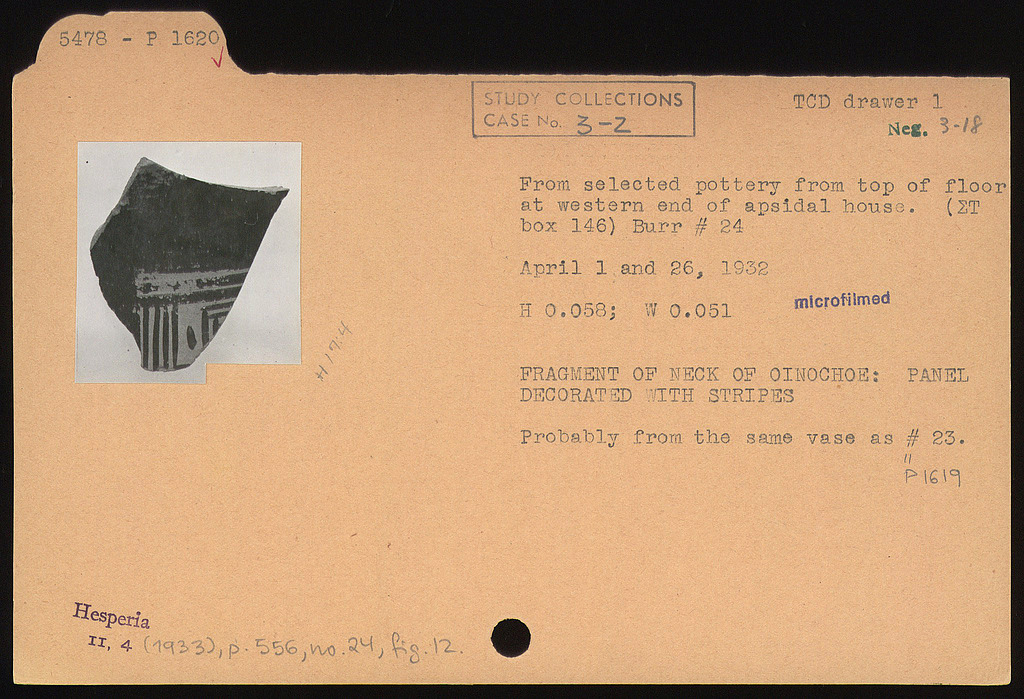 5478 - P 1620
✓
STUDY COLLECTIONS
CASE No. 3-2
TCD drawer 1
Neg. 3-18
From selected pottery from top of floor
at western end of apsidal house. (ΣΤ
box 146) Burr # 24
April 1 and 26, 1932
H 0.058; W 0.051
microfilmed
H 17:4
FRAGMENT OF NECK OF OINOCHOE: PANEL
DECORATED WITH STRIPES
Probably from the same vase as # 23.
"
P 1619
Hesperia
II, 4 (1933), p. 556, no. 24, fig. 12.